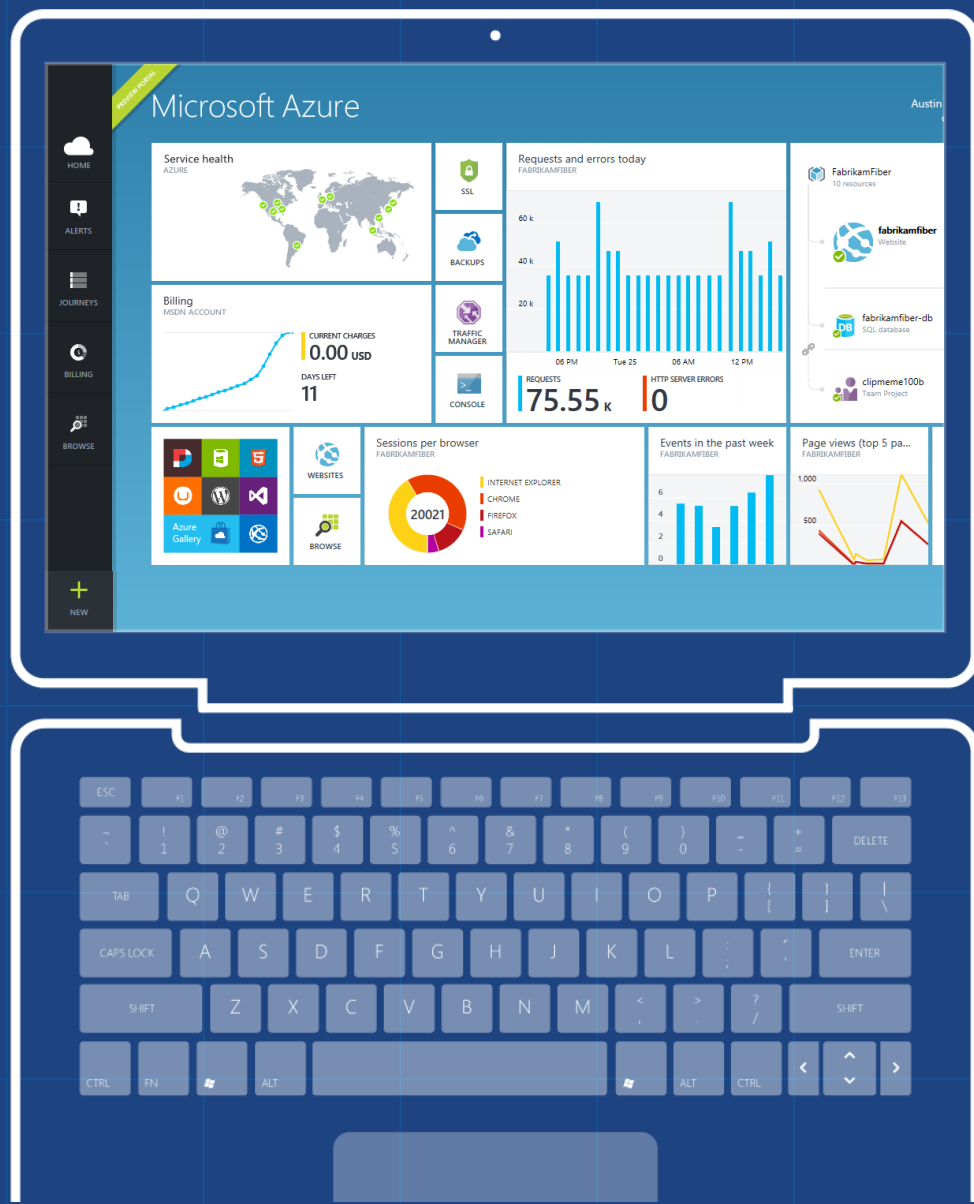 PREVIEW PORTAL
Microsoft Azure
Austin
HOME
ALERTS
JOURNEYS
BILLING
BROWSE
NEW
Service health
AZURE
SSL
BACKUPS
TRAFFIC
MANAGER
CONSOLE
Requests and errors today
FABRIKAMFIBER
60 k
40 k
20 k
06 PM Tue 25 06 AM 12 PM
REQUESTS
75.55 K
HTTP SERVER ERRORS
0
FabrikamFiber
10 resources
fabrikamfiber
Website
DB
fabrikamfiber-db
SQL database
clipmeme100b
Team Project
Billing
MSDN ACCOUNT
CURRENT CHARGES
0.00 USD
DAYS LEFT
11
Azure
Gallery
WEBSITES
BROWSE
Sessions per browser
FABRIKAMFIBER
20021
INTERNET EXPLORER
CHROME
FIREFOX
SAFARI
Events in the past week
FABRIKAMFIBER
6
4
2
0
Page views (top 5 pa...
FABRIKAMFIBER
1,000
500
ESC F1 F2 F3 F4 F5 F6 F7 F8 F9 F10 F11 F12 F13
~ ! @ # $ % ^ & * ( ) _ +
` 1 2 3 4 5 6 7 8 9 0 - = DELETE
TAB Q W E R T Y U I O P { } |
[ ] \
CAPS LOCK A S D F G H J K L : " ENTER
; '
SHIFT Z X C V B N M < > ? SHIFT
, . /
CTRL FN ALT ALT CTRL